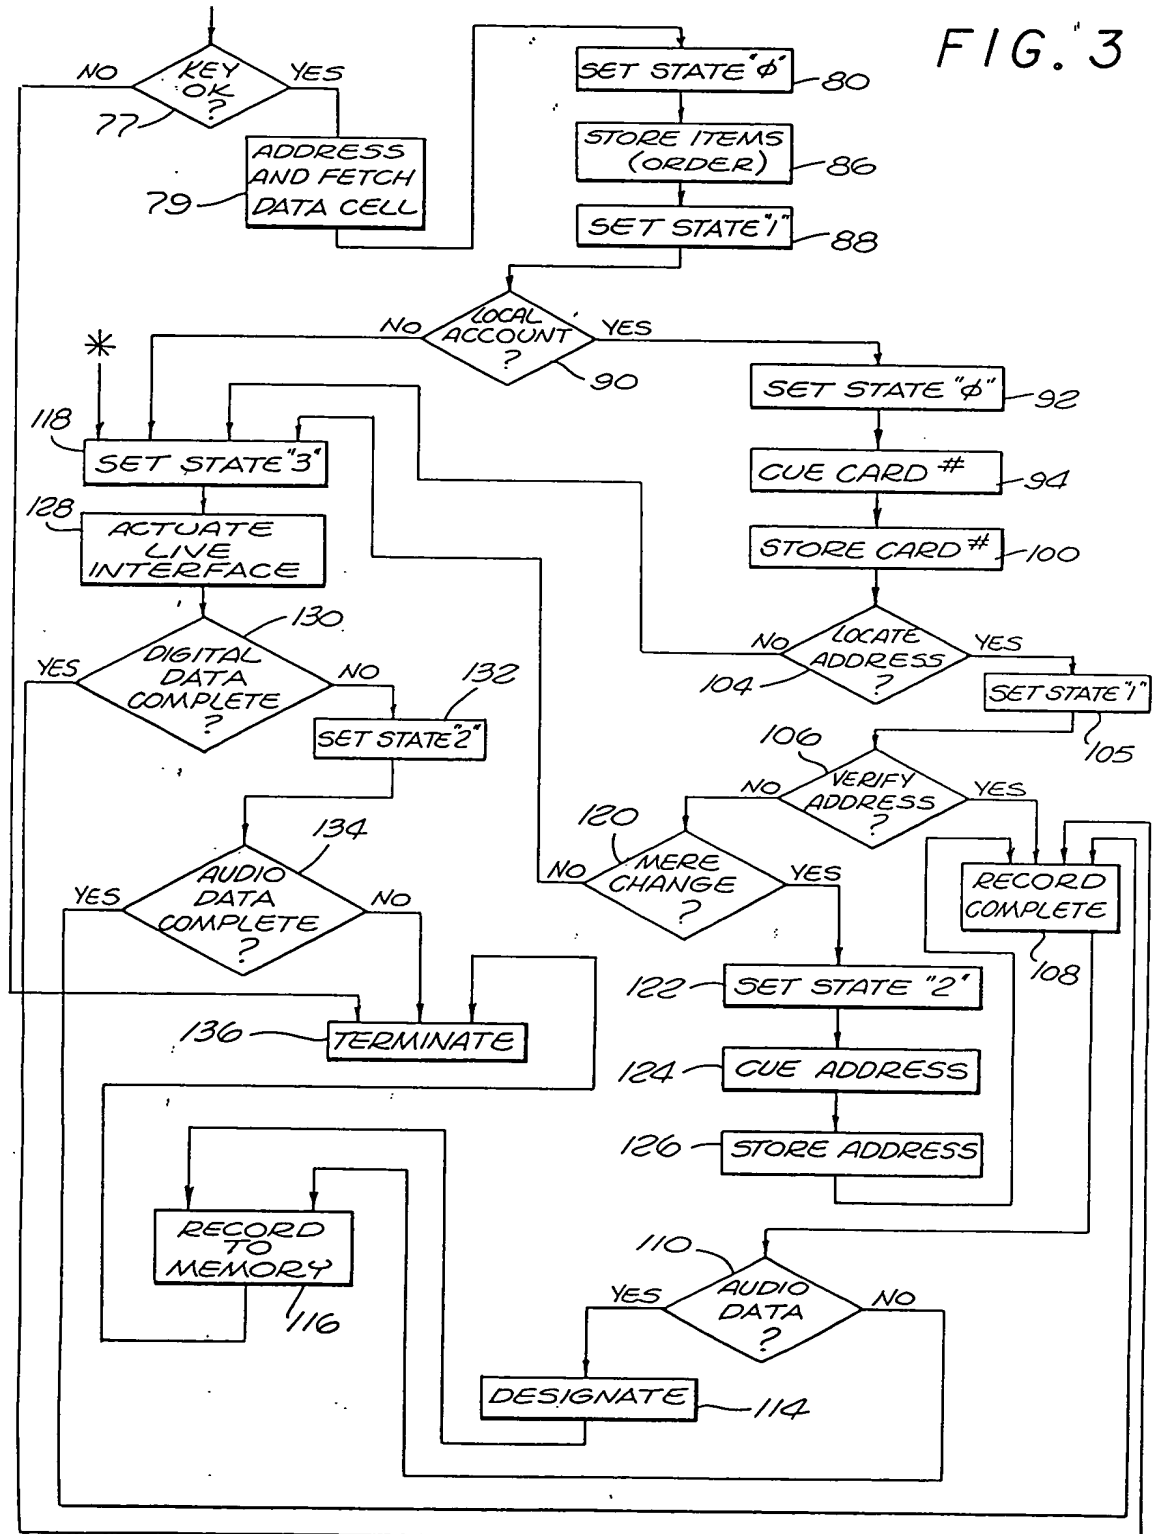 FIG. 3
NO
KEY
OK
?
YES
77
ADDRESS
AND FETCH
DATA CELL
79
SET STATE "φ"
80
STORE ITEMS
(ORDER)
86
SET STATE "1"
88
NO
LOCAL
ACCOUNT
?
YES
90
*
SET STATE "φ"
92
118
SET STATE "3"
CUE CARD #
94
128
ACTUATE
LIVE
INTERFACE
STORE CARD #
100
130
NO
LOCATE
ADDRESS
?
YES
104
YES
DIGITAL
DATA
COMPLETE
?
NO
132
SET STATE "2"
SET STATE "1"
105
106
NO
VERIFY
ADDRESS
?
YES
134
120
YES
AUDIO
DATA
COMPLETE
?
NO
NO
MERE
CHANGE
?
YES
RECORD
COMPLETE
108
122
SET STATE "2"
136
TERMINATE
124
CUE ADDRESS
126
STORE ADDRESS
RECORD
TO
MEMORY
116
110
YES
AUDIO
DATA
?
NO
DESIGNATE
114